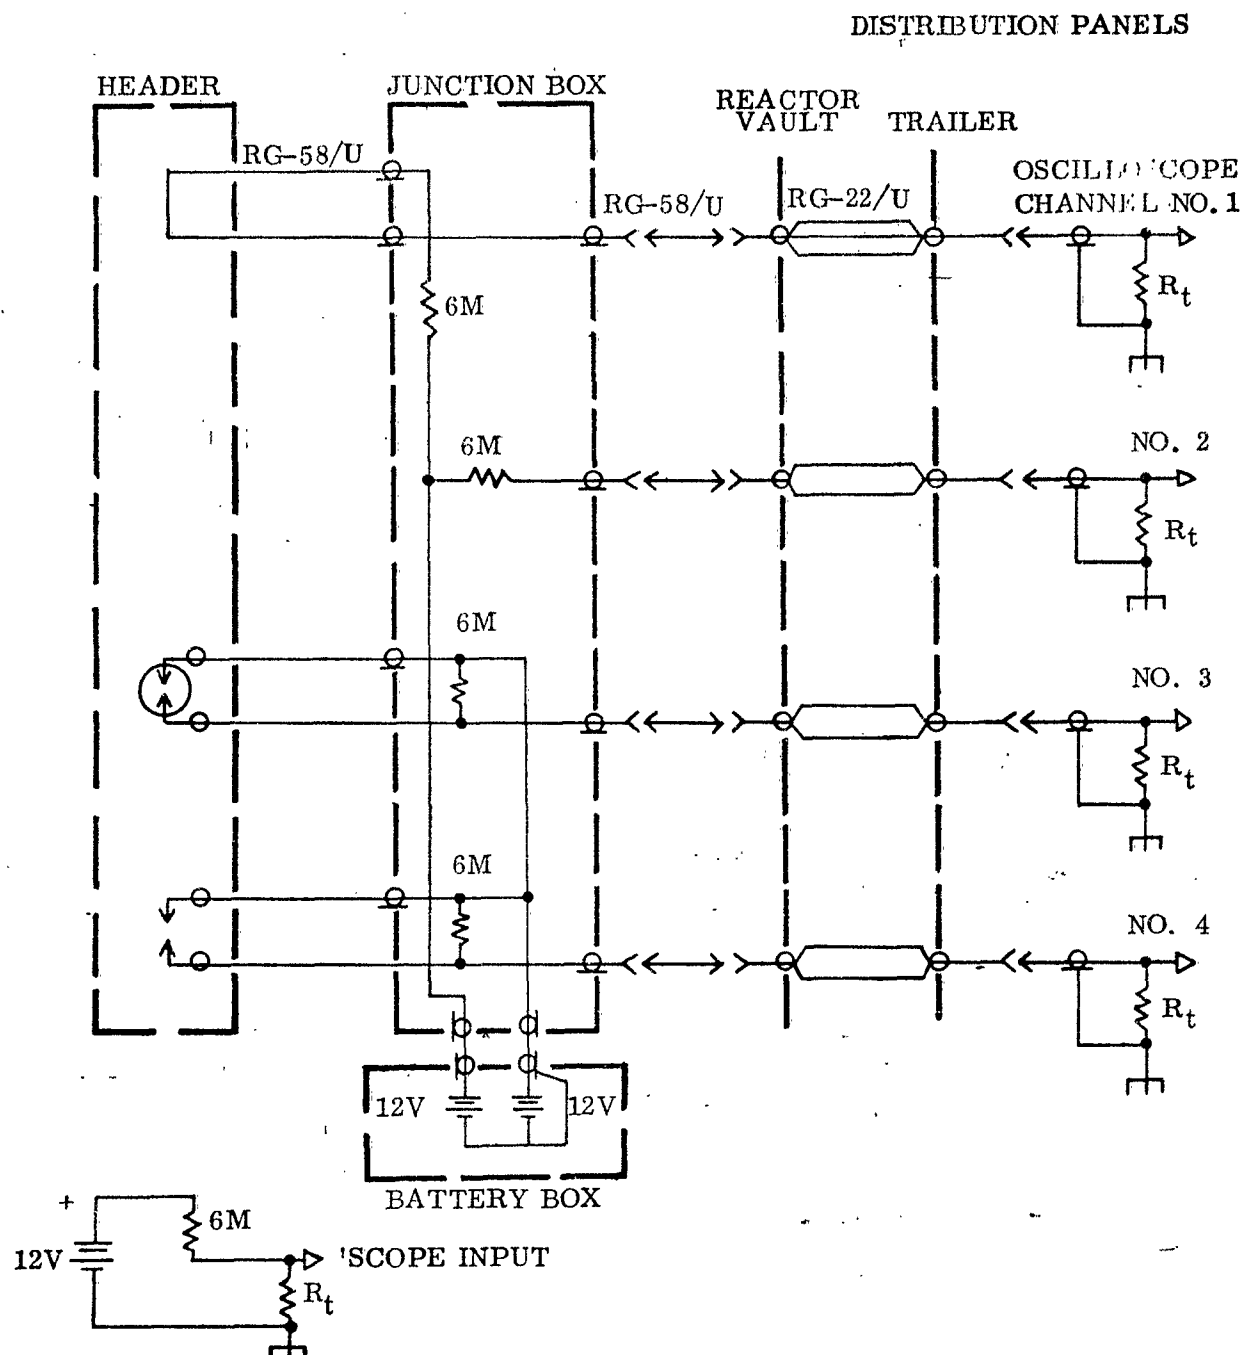 DISTRIBUTION PANELS
HEADER
JUNCTION BOX
REACTOR
VAULT
TRAILER
RG-58/U
RG-58/U
RG-22/U
OSCILLOSCOPE
CHANNEL NO. 1
6M
Rt
6M
NO. 2
Rt
6M
NO. 3
Rt
6M
NO. 4
Rt
12V
12V
BATTERY BOX
+
6M
12V
'SCOPE INPUT
Rt